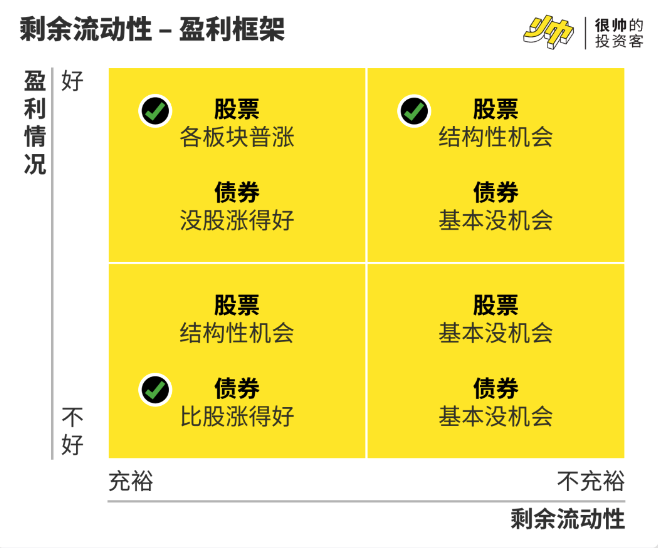 剩余流动性 – 盈利框架
少帅
很帅的
投资客
盈利情况
好
不好
股票
各板块普涨
债券
没股涨得好
股票
结构性机会
债券
基本没机会
股票
结构性机会
债券
比股涨得好
股票
基本没机会
债券
基本没机会
充裕
不充裕
剩余流动性